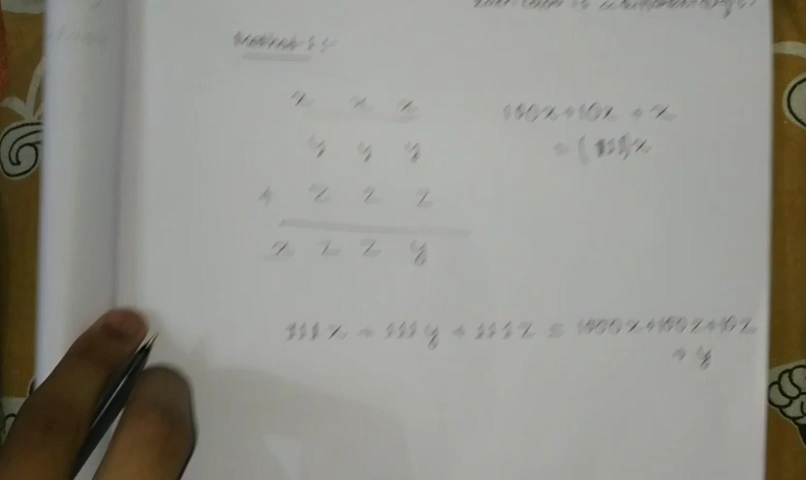 x x x
y y y
+ z z z
x z z y
100x+10x + x
= (111)x
111x + 111y + 111z = 1000x+100z+10z
+ y